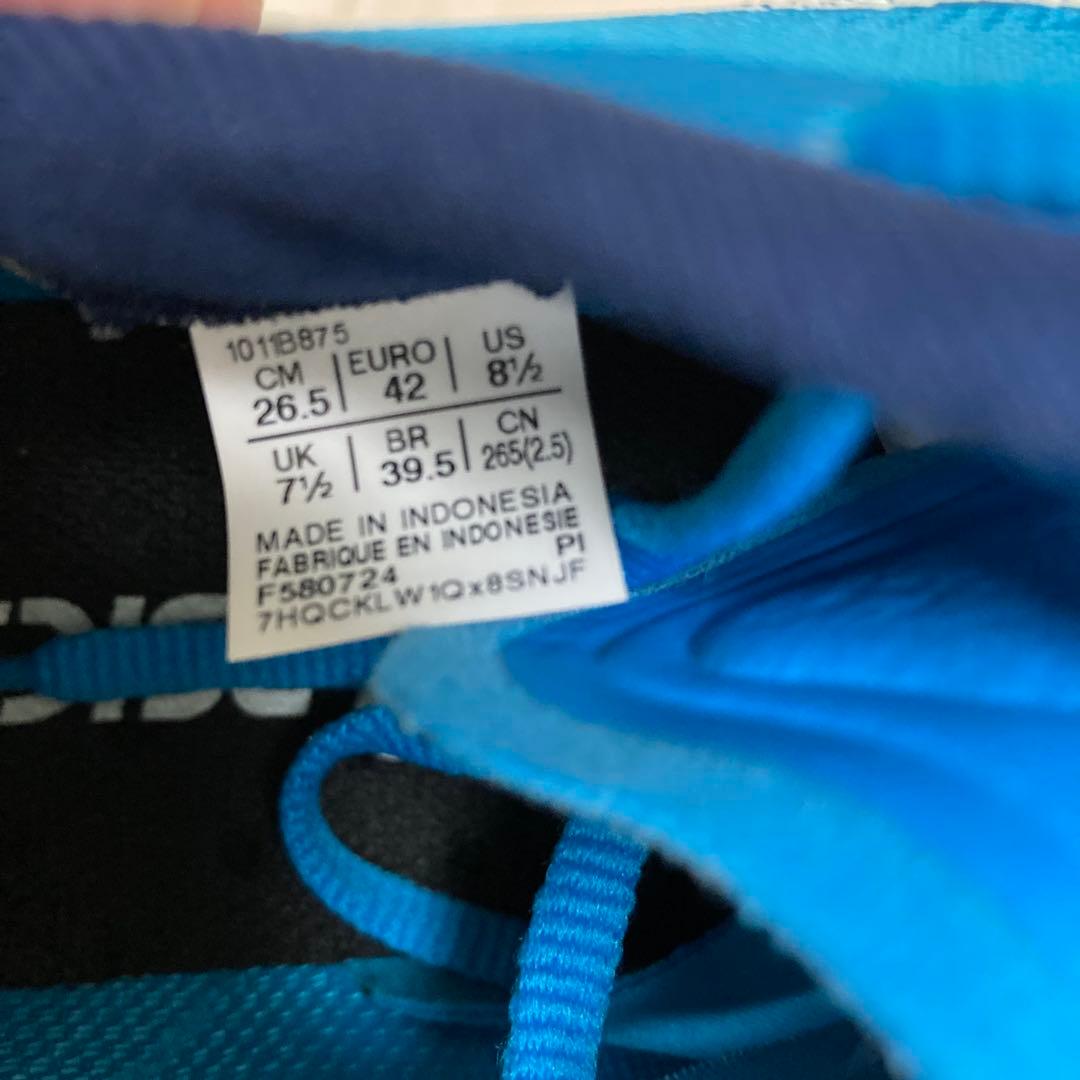 1011B875
CM 26.5 | EURO 42 | US 8½
UK 7½ | BR 39.5 | CN 265(2.5)
MADE IN INDONESIA
FABRIQUE EN INDONESIE
F580724 PI
7HQCKLW1Qx8SNJF